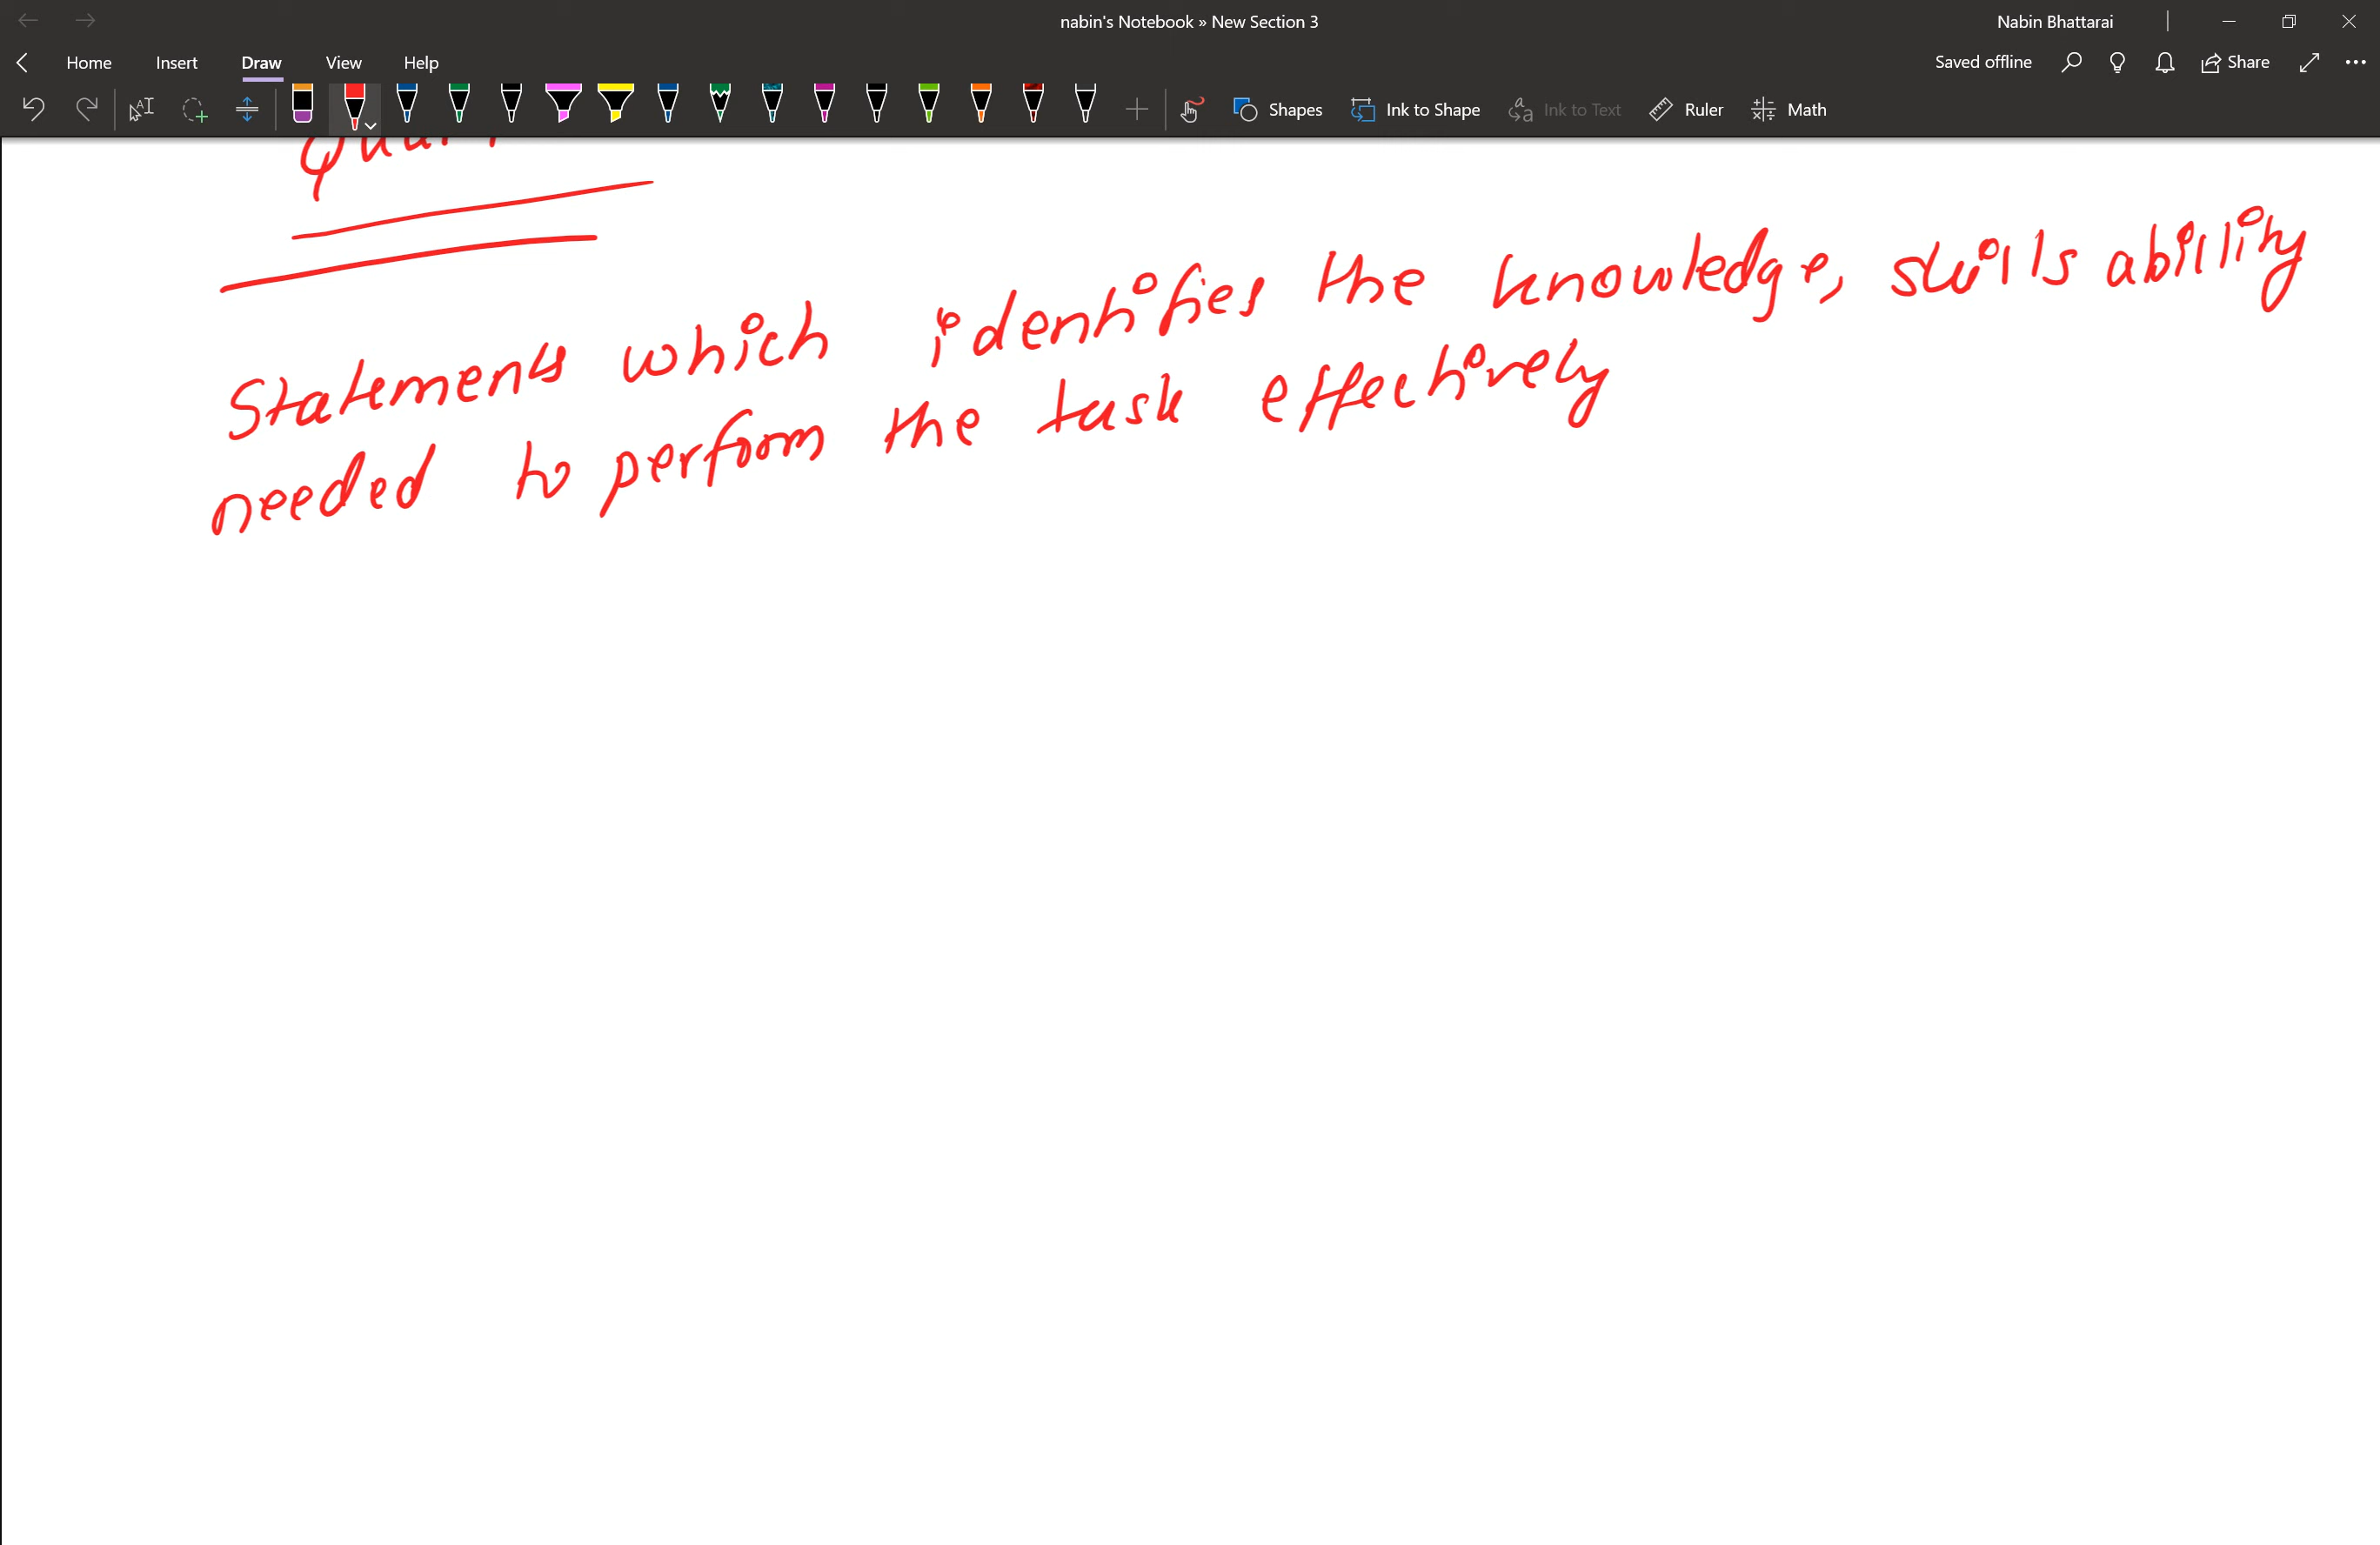 nabin's Notebook » New Section 3
Nabin Bhattarai
Home Insert Draw View Help
Saved offline
Share
Shapes Ink to Shape Ink to Text Ruler Math
Statements which identifies the knowledge, skills ability
needed to perform the task effectively